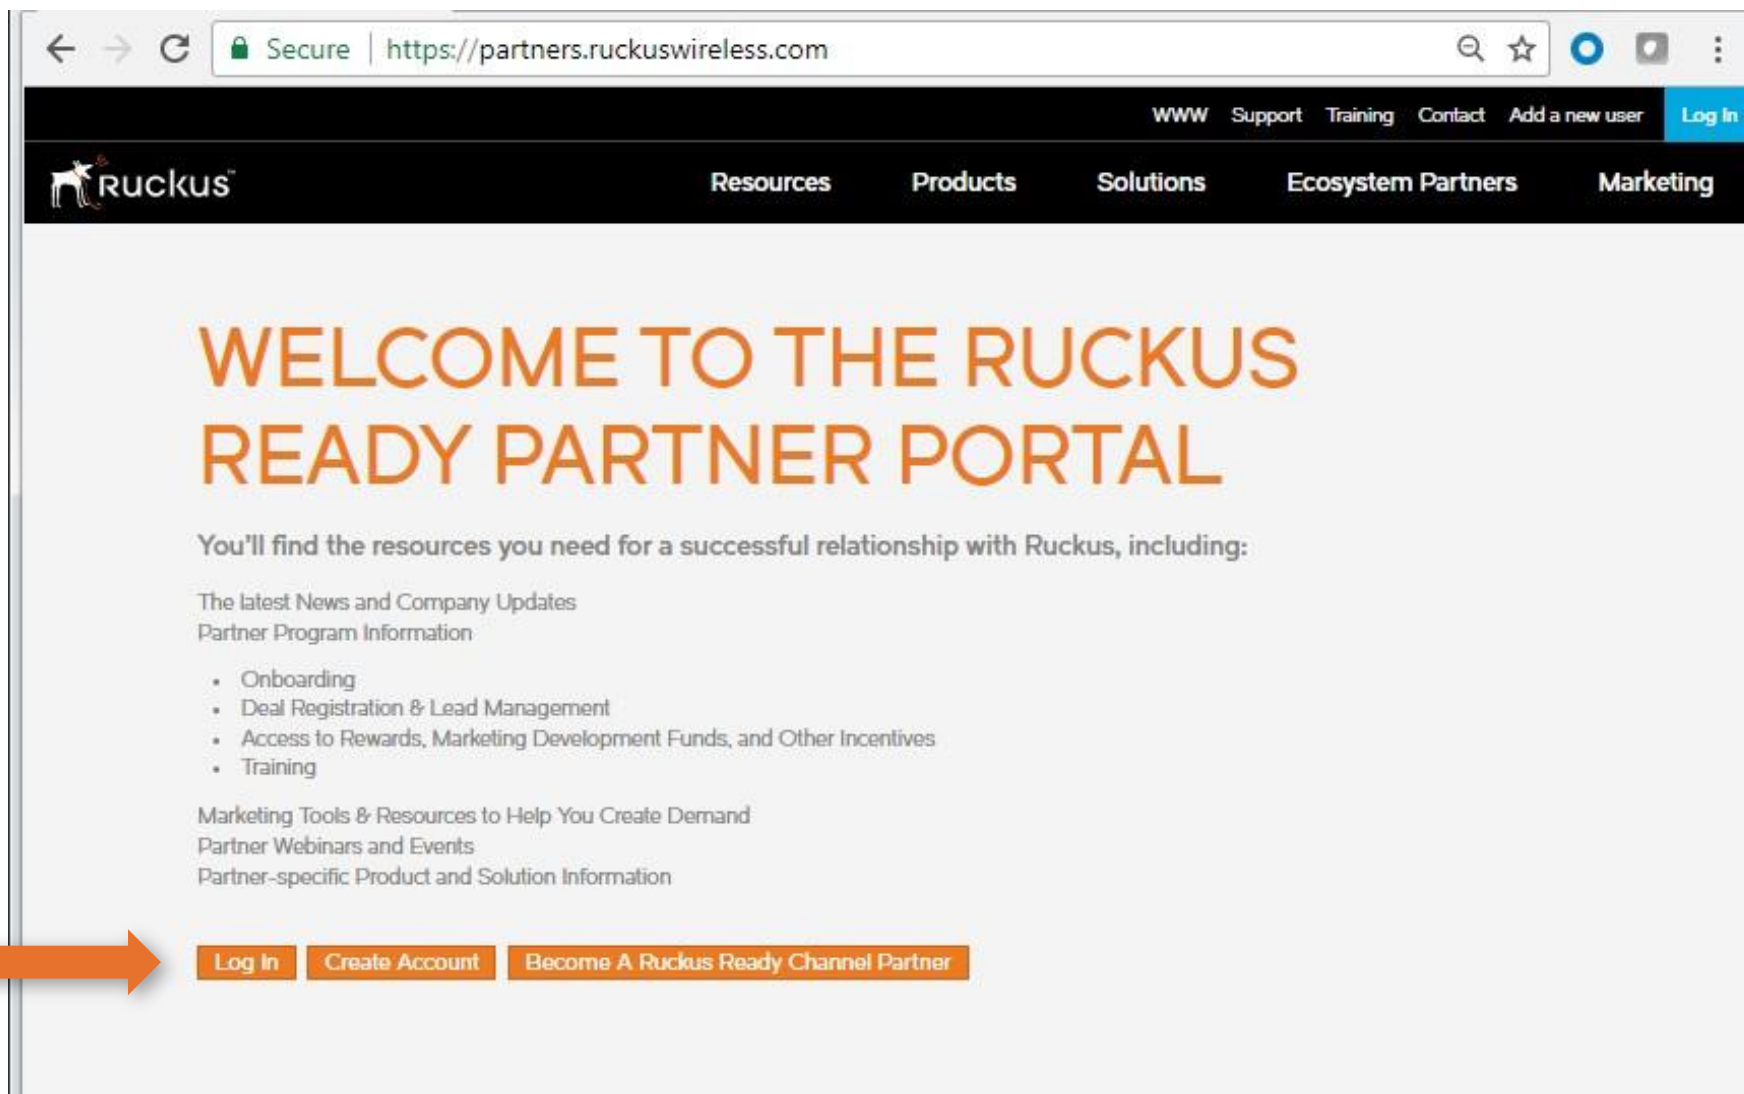 Secure | https://partners.ruckuswireless.com
WWW Support Training Contact Add a new user Log In
Ruckus™ Resources Products Solutions Ecosystem Partners Marketing
WELCOME TO THE RUCKUS
READY PARTNER PORTAL
You'll find the resources you need for a successful relationship with Ruckus, including:
The latest News and Company Updates
Partner Program Information
• Onboarding
• Deal Registration & Lead Management
• Access to Rewards, Marketing Development Funds, and Other Incentives
• Training
Marketing Tools & Resources to Help You Create Demand
Partner Webinars and Events
Partner-specific Product and Solution Information
Log In Create Account Become A Ruckus Ready Channel Partner